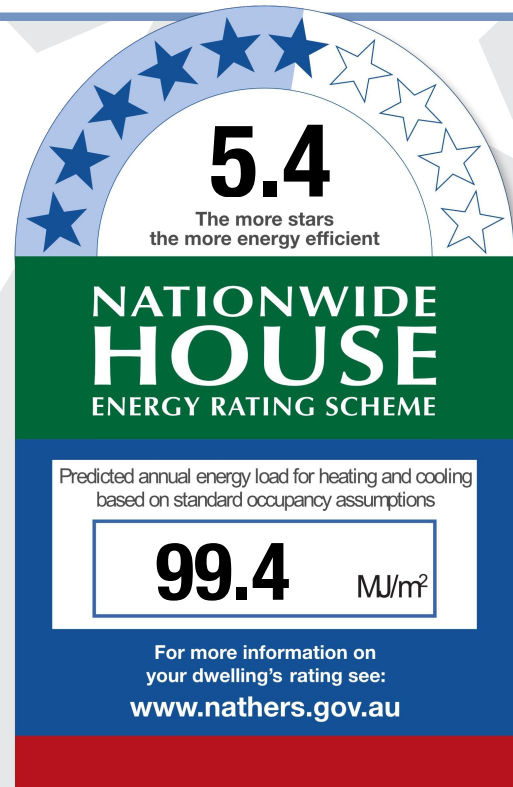 5.4
The more stars
the more energy efficient
NATIONWIDE
HOUSE
ENERGY RATING SCHEME
Predicted annual energy load for heating and cooling
based on standard occupancy assumptions
99.4 MJ/m²
For more information on
your dwelling's rating see:
www.nathers.gov.au